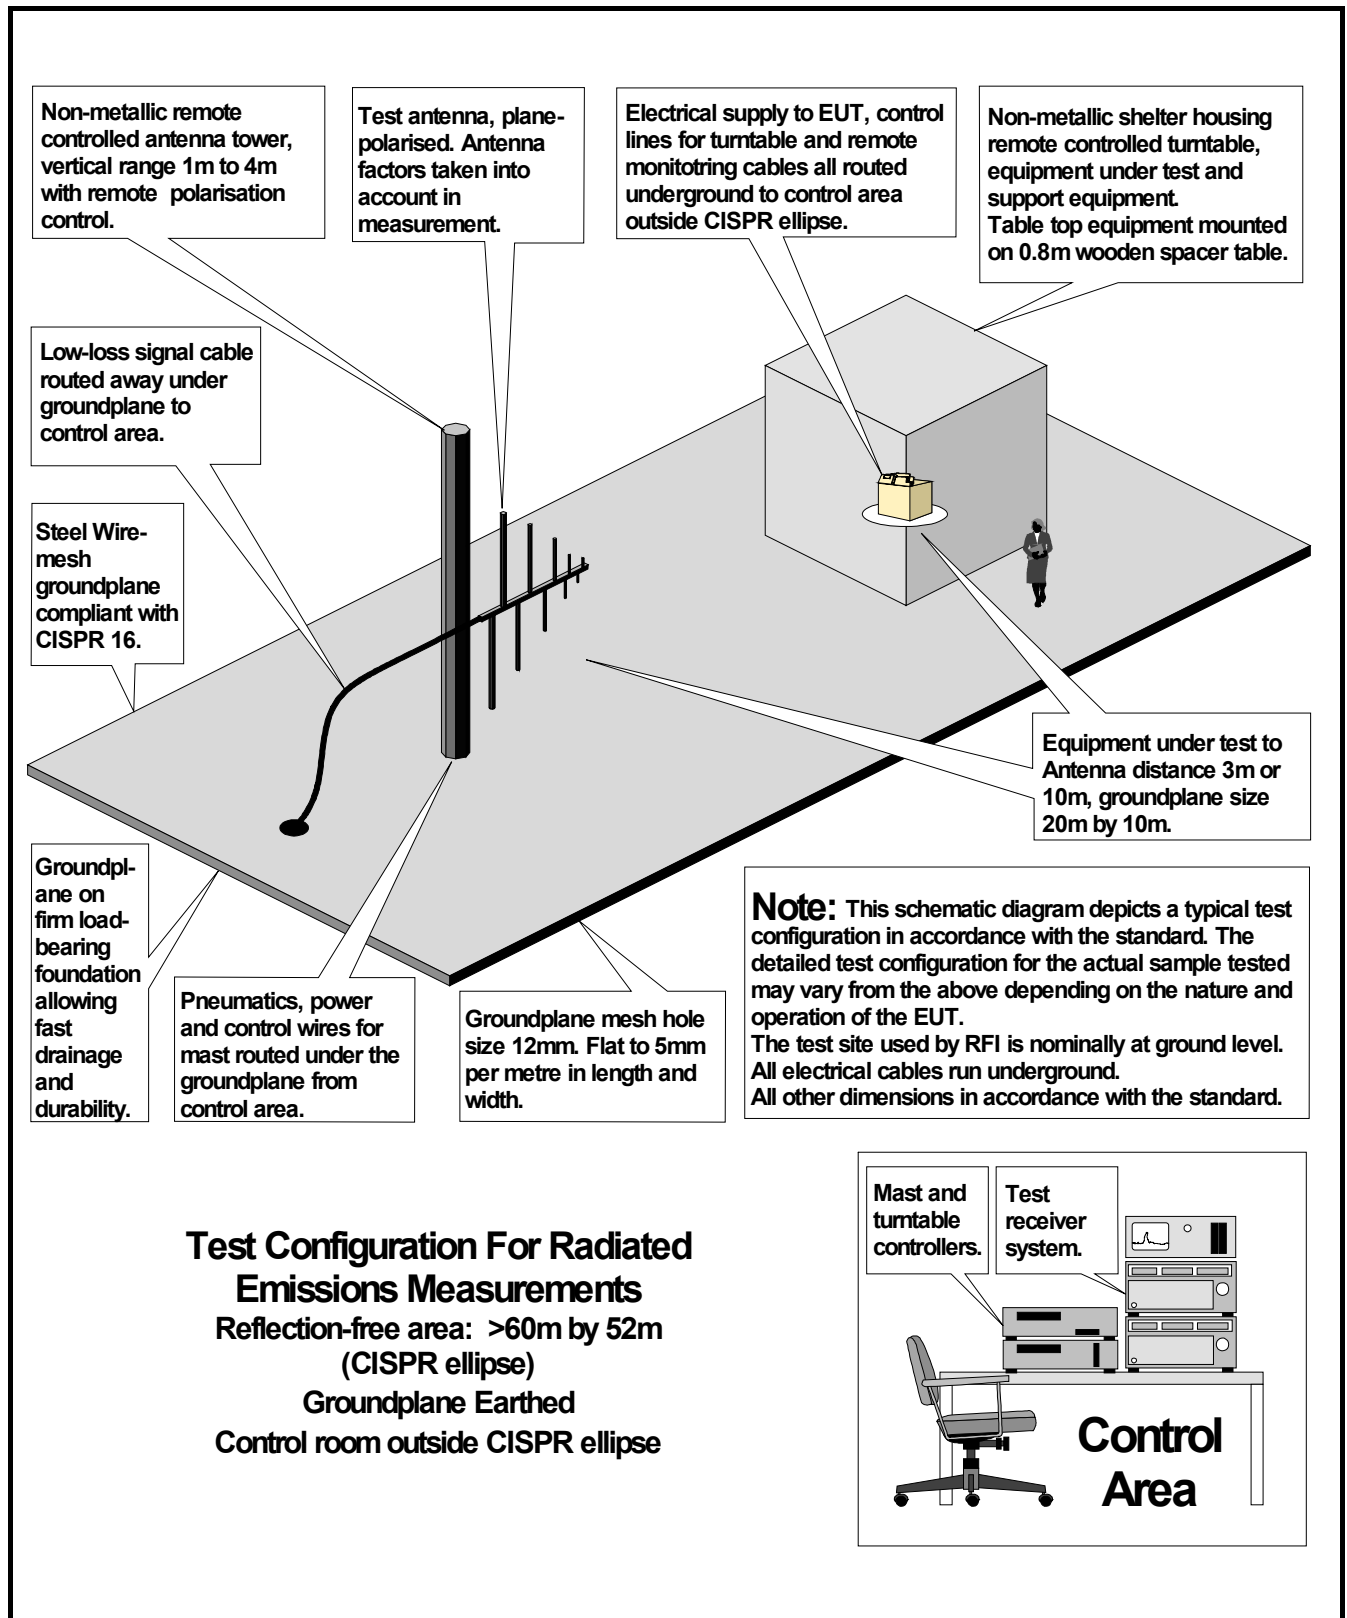 Non-metallic remote
controlled antenna tower,
vertical range 1m to 4m
with remote polarisation
control.
Test antenna, plane-
polarised. Antenna
factors taken into
account in
measurement.
Electrical supply to EUT, control
lines for turntable and remote
monitotring cables all routed
underground to control area
outside CISPR ellipse.
Non-metallic shelter housing
remote controlled turntable,
equipment under test and
support equipment.
Table top equipment mounted
on 0.8m wooden spacer table.
Low-loss signal cable
routed away under
groundplane to
control area.
Steel Wire-
mesh
groundplane
compliant with
CISPR 16.
Equipment under test to
Antenna distance 3m or
10m, groundplane size
20m by 10m.
Groundpl-
ane on
firm load-
bearing
foundation
allowing
fast
drainage
and
durability.
Pneumatics, power
and control wires for
mast routed under the
groundplane from
control area.
Groundplane mesh hole
size 12mm. Flat to 5mm
per metre in length and
width.
Note: This schematic diagram depicts a typical test
configuration in accordance with the standard. The
detailed test configuration for the actual sample tested
may vary from the above depending on the nature and
operation of the EUT.
The test site used by RFI is nominally at ground level.
All electrical cables run underground.
All other dimensions in accordance with the standard.
Test Configuration For Radiated
Emissions Measurements
Reflection-free area: >60m by 52m
(CISPR ellipse)
Groundplane Earthed
Control room outside CISPR ellipse
Mast and
turntable
controllers.
Test
receiver
system.
Control
Area